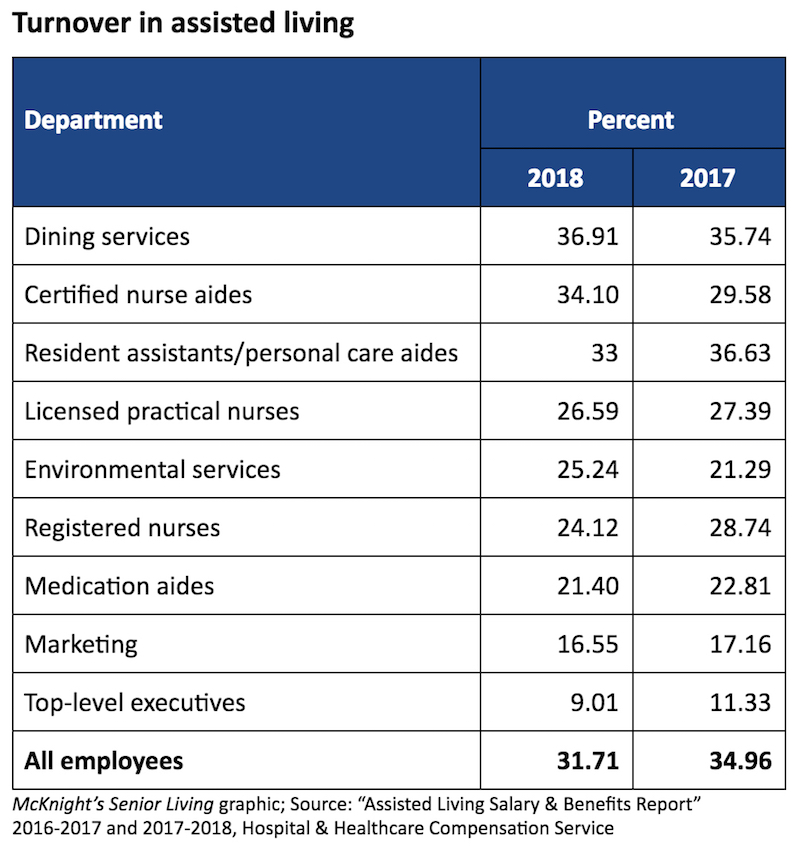 Turnover in assisted living
Department
Percent
2018 2017
Dining services 36.91 35.74
Certified nurse aides 34.10 29.58
Resident assistants/personal care aides 33 36.63
Licensed practical nurses 26.59 27.39
Environmental services 25.24 21.29
Registered nurses 24.12 28.74
Medication aides 21.40 22.81
Marketing 16.55 17.16
Top-level executives 9.01 11.33
All employees 31.71 34.96
McKnight’s Senior Living graphic; Source: “Assisted Living Salary & Benefits Report”
2016-2017 and 2017-2018, Hospital & Healthcare Compensation Service